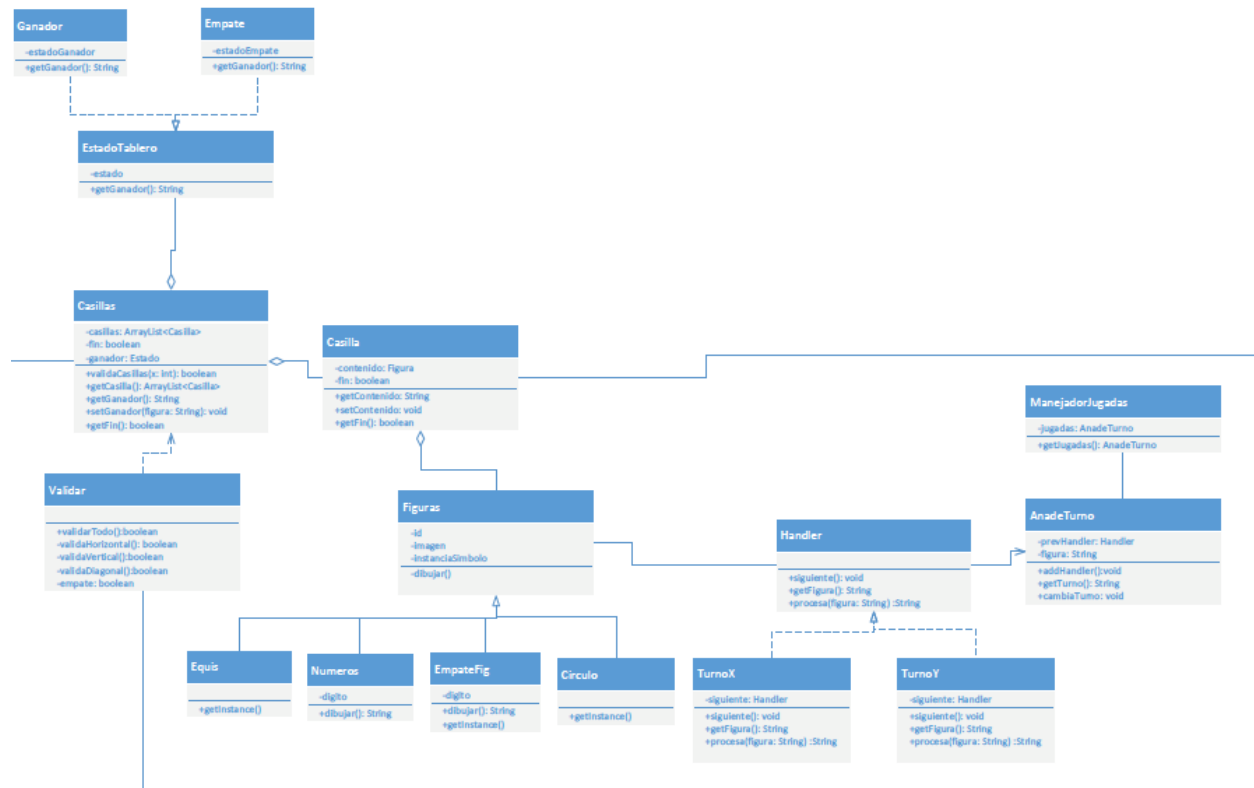 Ganador
-estadoGanador
+getGanador(): String
Empate
-estadoEmpate
+getGanador(): String
EstadoTablero
-estado
+getGanador(): String
Casillas
-casillas: ArrayList<Casilla>
-fin: boolean
-ganador: Estado
+validaCasillas(x: int): boolean
+getCasilla(): ArrayList<Casilla>
+getGanador(): String
+setGanador(figura: String): void
+getFin(): boolean
Casilla
-contenido: Figura
-fin: boolean
+getContenido: String
+setContenido: void
+getFin(): boolean
ManejadorJugadas
-jugadas: AnadeTurno
+getJugadas(): AnadeTurno
Validar
+validarTodo():boolean
-validaHorizontal(): boolean
-validaVertical():boolean
-validaDiagonal():boolean
-empate: boolean
Figuras
-id
-imagen
-instanciaSimbolo
-dibujar()
Handler
+siguiente(): void
+getFigura(): String
+procesa(figura: String) :String
AnadeTurno
-prevHandler: Handler
-figura: String
+addHandler():void
+getTurno(): String
+cambiaTurno: void
Equis
+getInstance()
Numeros
-digito
+dibujar(): String
EmpateFig
-digito
+dibujar(): String
+getInstance()
Circulo
+getInstance()
TurnoX
-siguiente: Handler
+siguiente(): void
+getFigura(): String
+procesa(figura: String) :String
TurnoY
-siguiente: Handler
+siguiente(): void
+getFigura(): String
+procesa(figura: String) :String